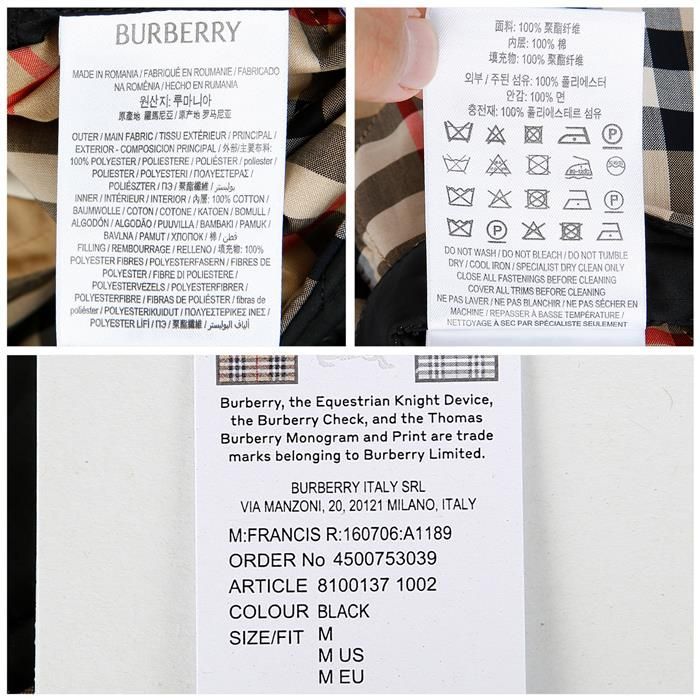 BURBERRY
MADE IN ROMANIA / FABRIQUÉ EN ROUMANIE / FABRICADO
NA ROMÉNIA / HECHO EN RUMANIA
원산지: 루마니아
原產地 羅馬尼亞 / 原产地 罗马尼亚
OUTER / MAIN FABRIC / TISSU EXTÉRIEUR / PRINCIPAL /
EXTERIOR - COMPOSICIÓN PRINCIPAL / 外部/主要布料:
100% POLYESTER / POLIESTERE / POLIÉSTER / poliester /
POLIESTER / POLYESTERI / ΠΟΛΥΕΣΤΕΡΑΣ /
POLIÉSZTER / ПЭ / 聚酯纖維 / بوليستر
INNER / INTÉRIEUR / INTERIOR / 內層: 100% COTTON /
BAUMWOLLE / COTON / COTONE / KATOEN / BOMULL /
ALGODÓN / ALGODÃO / PUUVILLA / BAMBAKI / PAMUK /
BAVLNA / PAMUT / ХЛОПОК / 棉 / قطن
FILLING / REMBOURRAGE / RELLENO / 填充物: 100%
POLYESTER FIBRES / POLYESTERFASERN / FIBRES DE
POLYESTER / FIBRE DI POLIESTERE /
POLYESTERVEZELS / POLYESTERFIBER /
POLYESTERFIBRE / FIBRAS DE POLIÉSTER / fibras de
poliéster / POLYESTERIKUIDUT / ΠΟΛΥΕΣΤΕΡΙΚΕΣ ΙΝΕΣ /
POLYESTER LİFİ / ПЭ / 聚酯纖維 / ألياف البوليستر
面料: 100% 聚酯纤维
内层: 100% 棉
填充物: 100% 聚酯纤维
외부 / 주된 섬유: 100% 폴리에스터
안감: 100% 면
충전재: 100% 폴리에스테르 섬유
DO NOT WASH / DO NOT BLEACH / DO NOT TUMBLE
DRY / COOL IRON / SPECIALIST DRY CLEAN ONLY
CLOSE ALL FASTENINGS BEFORE CLEANING
COVER ALL TRIMS BEFORE CLEANING
NE PAS LAVER / NE PAS BLANCHIR / NE PAS SÉCHER EN
MACHINE / REPASSER À BASSE TEMPÉRATURE /
NETTOYAGE À SEC PAR SPÉCIALISTE SEULEMENT
Burberry, the Equestrian Knight Device,
the Burberry Check, and the Thomas
Burberry Monogram and Print are trade
marks belonging to Burberry Limited.
BURBERRY ITALY SRL
VIA MANZONI, 20, 20121 MILANO, ITALY
M:FRANCIS R:160706:A1189
ORDER No 4500753039
ARTICLE 8100137 1002
COLOUR BLACK
SIZE/FIT M
M US
M EU